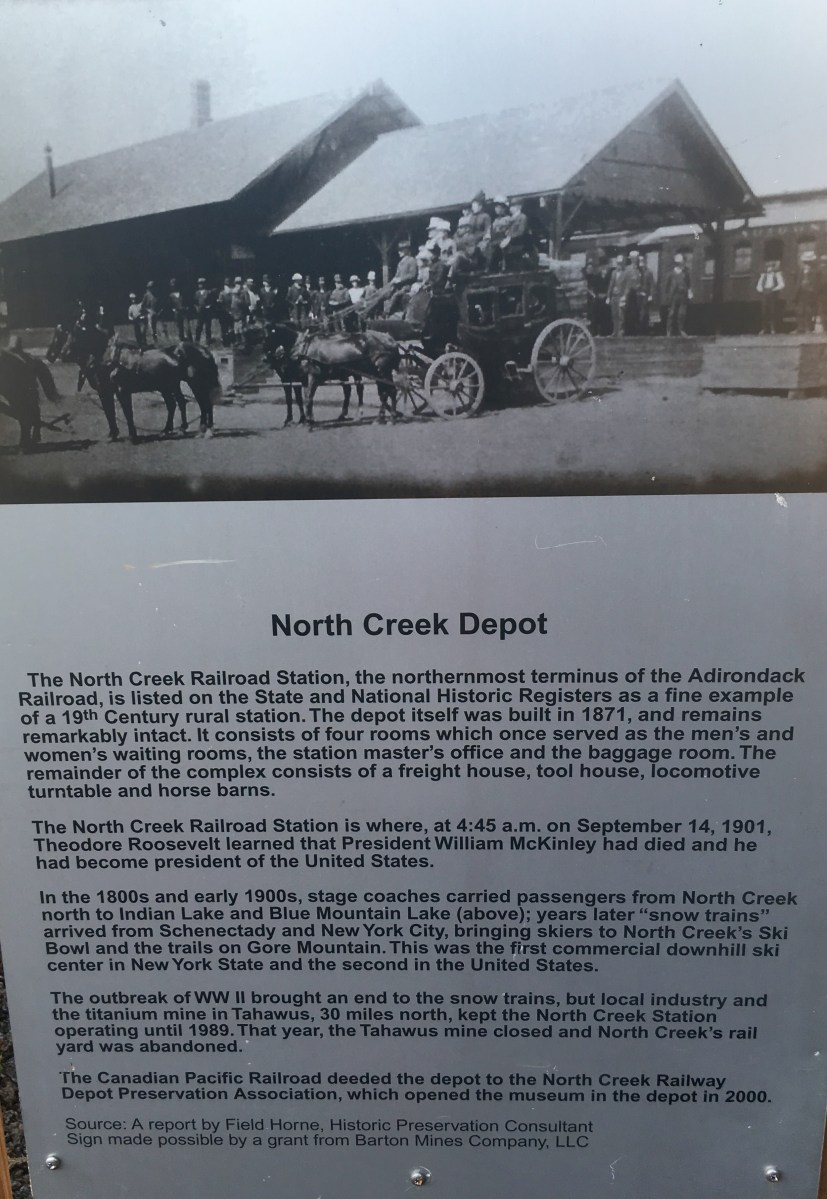 North Creek Depot
The North Creek Railroad Station, the northernmost terminus of the Adirondack
Railroad, is listed on the State and National Historic Registers as a fine example
of a 19th Century rural station. The depot itself was built in 1871, and remains
remarkably intact. It consists of four rooms which once served as the men's and
women's waiting rooms, the station master's office and the baggage room. The
remainder of the complex consists of a freight house, tool house, locomotive
turntable and horse barns.
The North Creek Railroad Station is where, at 4:45 a.m. on September 14, 1901,
Theodore Roosevelt learned that President William McKinley had died and he
had become president of the United States.
In the 1800s and early 1900s, stage coaches carried passengers from North Creek
north to Indian Lake and Blue Mountain Lake (above); years later “snow trains”
arrived from Schenectady and New York City, bringing skiers to North Creek's Ski
Bowl and the trails on Gore Mountain. This was the first commercial downhill ski
center in New York State and the second in the United States.
The outbreak of WW II brought an end to the snow trains, but local industry and
the titanium mine in Tahawus, 30 miles north, kept the North Creek Station
operating until 1989. That year, the Tahawus mine closed and North Creek's rail
yard was abandoned.
The Canadian Pacific Railroad deeded the depot to the North Creek Railway
Depot Preservation Association, which opened the museum in the depot in 2000.
Source: A report by Field Horne, Historic Preservation Consultant
Sign made possible by a grant from Barton Mines Company, LLC